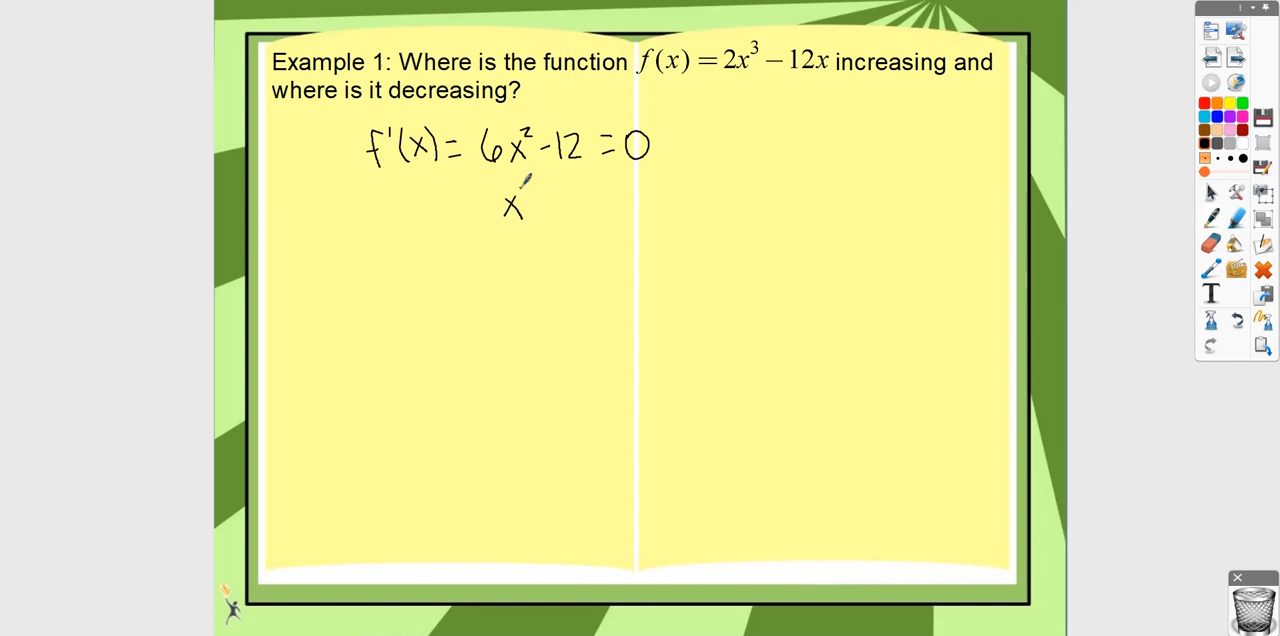 Example 1: Where is the function f(x) = 2x³ − 12x increasing and
where is it decreasing?
f'(x) = 6x² - 12 = 0
x
T